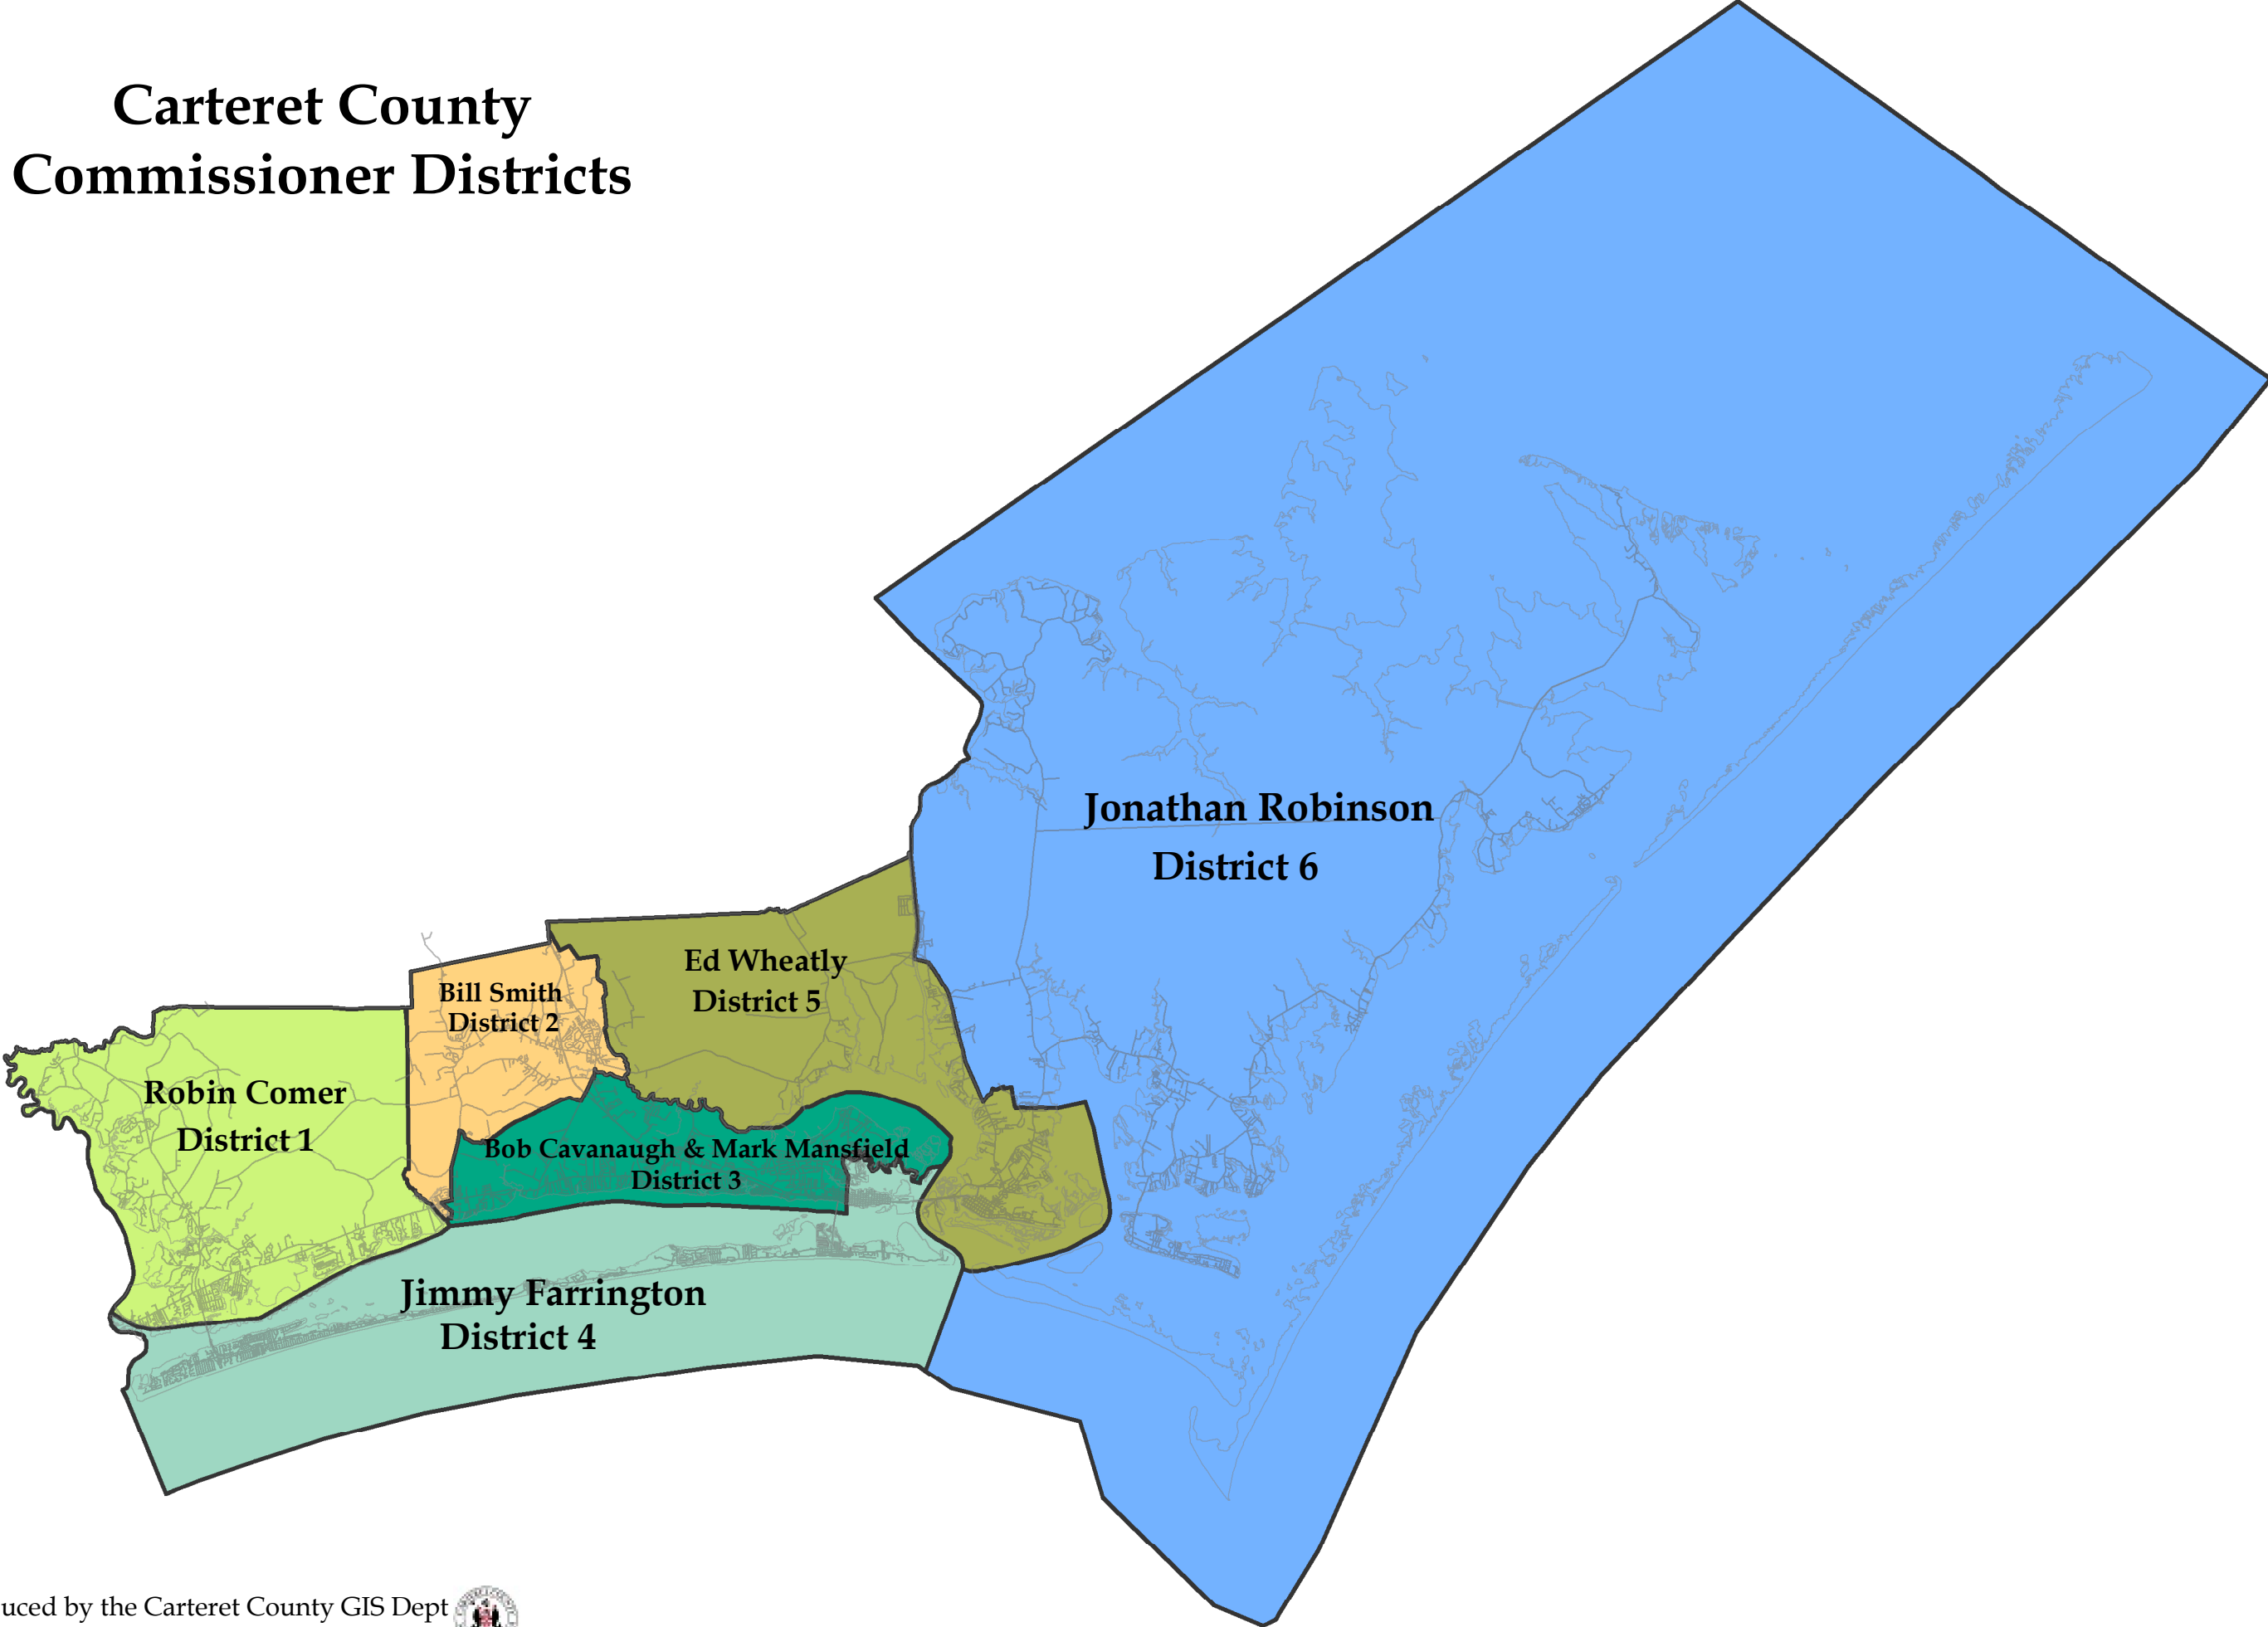 Carteret County
Commissioner Districts
Jonathan Robinson
District 6
Ed Wheatly
District 5
Bill Smith
District 2
Robin Comer
District 1
Bob Cavanaugh & Mark Mansfield
District 3
Jimmy Farrington
District 4
uced by the Carteret County GIS Dept